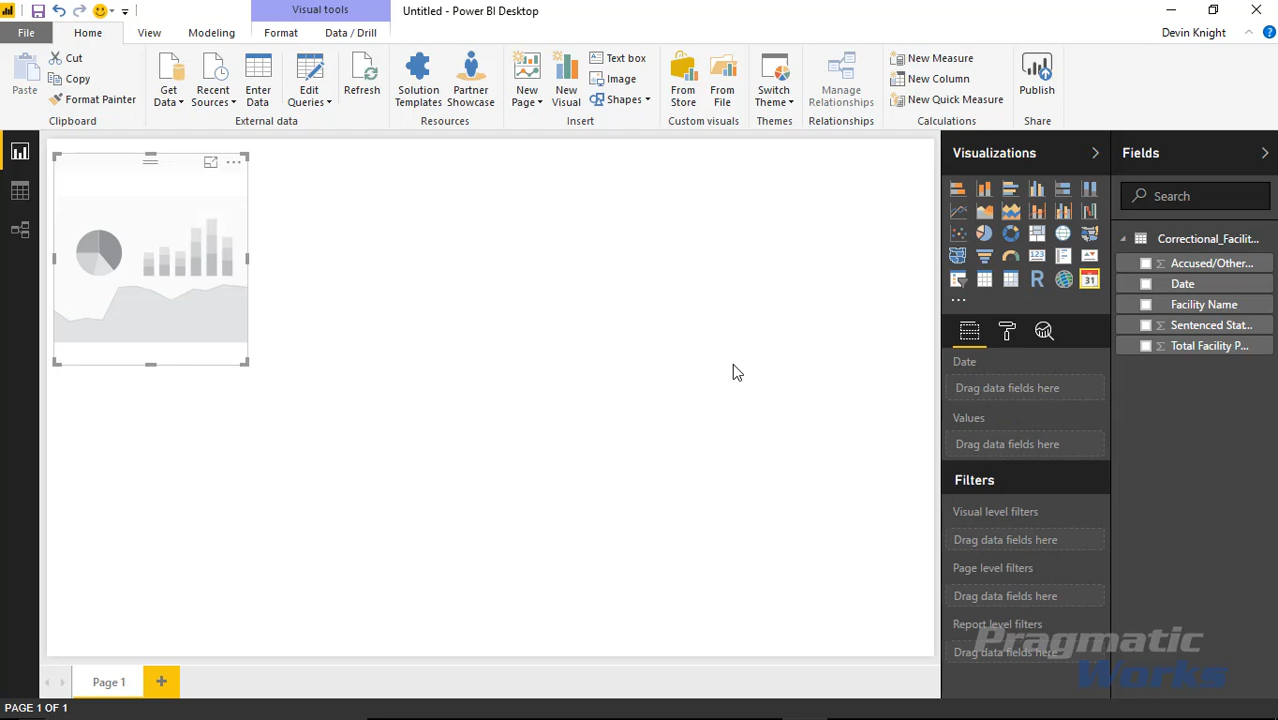 Visual tools
Untitled - Power BI Desktop
File
Home
View
Modeling
Format
Data / Drill
Devin Knight
Paste
Cut
Copy
Format Painter
Clipboard
Get Data
Recent Sources
Enter Data
External data
Edit Queries
Refresh
Solution Templates
Partner Showcase
Resources
New Page
New Visual
Text box
Image
Shapes
Insert
From Store
From File
Custom visuals
Switch Theme
Themes
Manage Relationships
Relationships
New Measure
New Column
New Quick Measure
Calculations
Publish
Share
Visualizations
123
R
31
Date
Drag data fields here
Values
Drag data fields here
Filters
Visual level filters
Drag data fields here
Page level filters
Drag data fields here
Report level filters
Drag data fields here
Fields
Search
Correctional_Facilit...
Accused/Other...
Date
Facility Name
Sentenced Stat...
Total Facility P...
Pragmatic
Works
Page 1
PAGE 1 OF 1